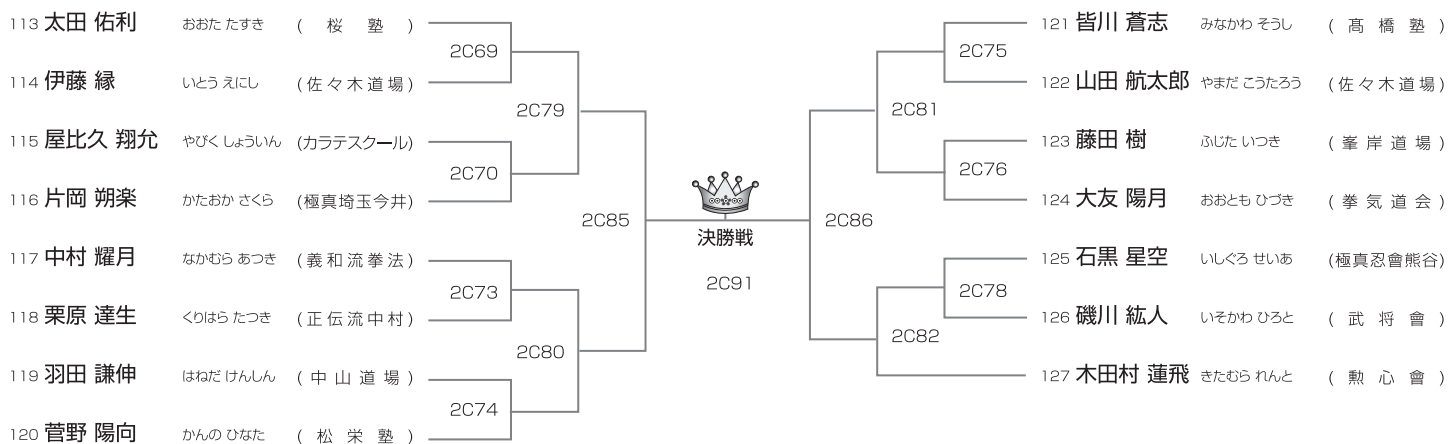 113 太田 佑利 おおた たすき ( 桜 塾 )
2C69
114 伊藤 縁 いとう えにし (佐々木道場)
2C79
115 屋比久 翔允 やびく しょういん (カラテスクール)
2C70
116 片岡 朔楽 かたおか さくら (極真埼玉今井)
2C85
117 中村 耀月 なかむら あつき (義和流拳法)
2C73
118 栗原 達生 くりはら たつき (正伝流中村)
2C80
119 羽田 謙伸 はねだ けんしん (中山道場)
2C74
120 菅野 陽向 かんの ひなた ( 松 栄 塾 )
決勝戦
2C91
121 皆川 蒼志 みなかわ そうし ( 髙 橋 塾 )
2C75
122 山田 航太郎 やまだ こうたろう (佐々木道場)
2C81
123 藤田 樹 ふじた いつき (峯岸道場)
2C76
124 大友 陽月 おおとも ひづき (拳気道会)
2C86
125 石黒 星空 いしぐろ せいあ (極真忍會熊谷)
2C78
126 磯川 紘人 いそかわ ひろと ( 武 将 會 )
2C82
127 木田村 蓮飛 きたむら れんと ( 勲 心 會 )